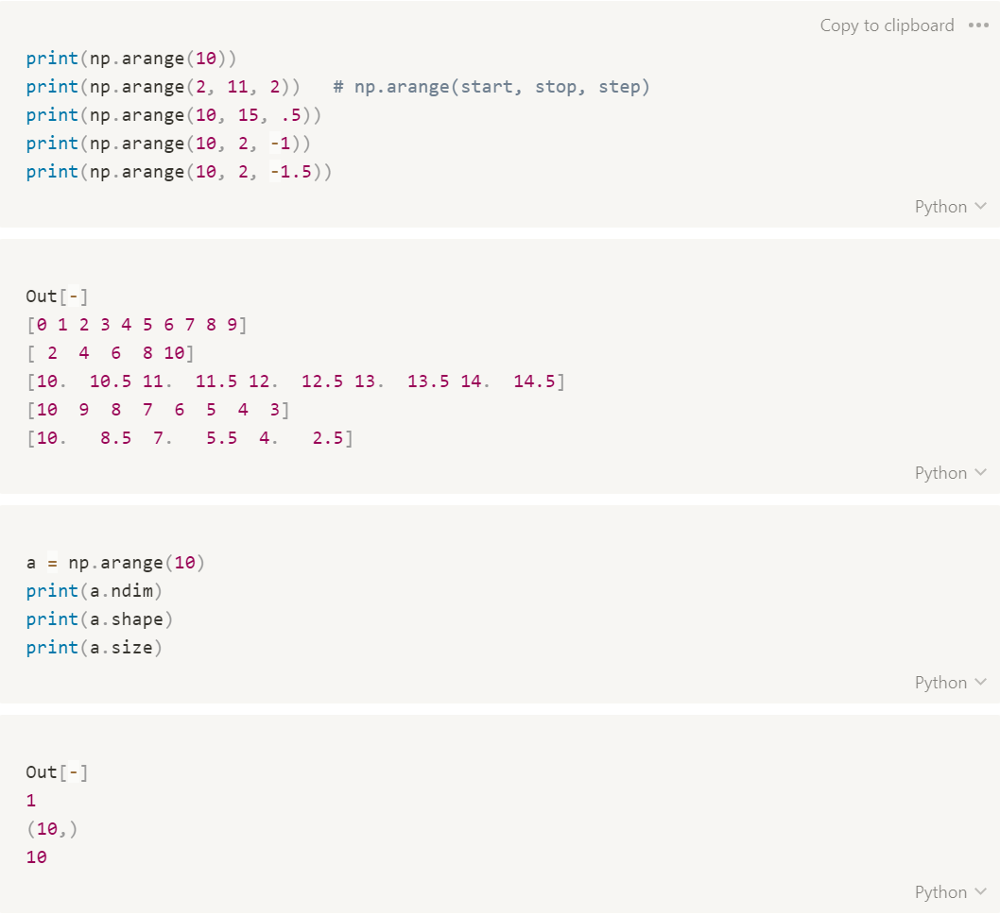 Copy to clipboard •••
print(np.arange(10))
print(np.arange(2, 11, 2))   # np.arange(start, stop, step)
print(np.arange(10, 15, .5))
print(np.arange(10, 2, -1))
print(np.arange(10, 2, -1.5))
Python
Out[-]
[0 1 2 3 4 5 6 7 8 9]
[ 2  4  6  8 10]
[10.  10.5 11.  11.5 12.  12.5 13.  13.5 14.  14.5]
[10  9  8  7  6  5  4  3]
[10.   8.5  7.   5.5  4.   2.5]
Python
a = np.arange(10)
print(a.ndim)
print(a.shape)
print(a.size)
Python
Out[-]
1
(10,)
10
Python